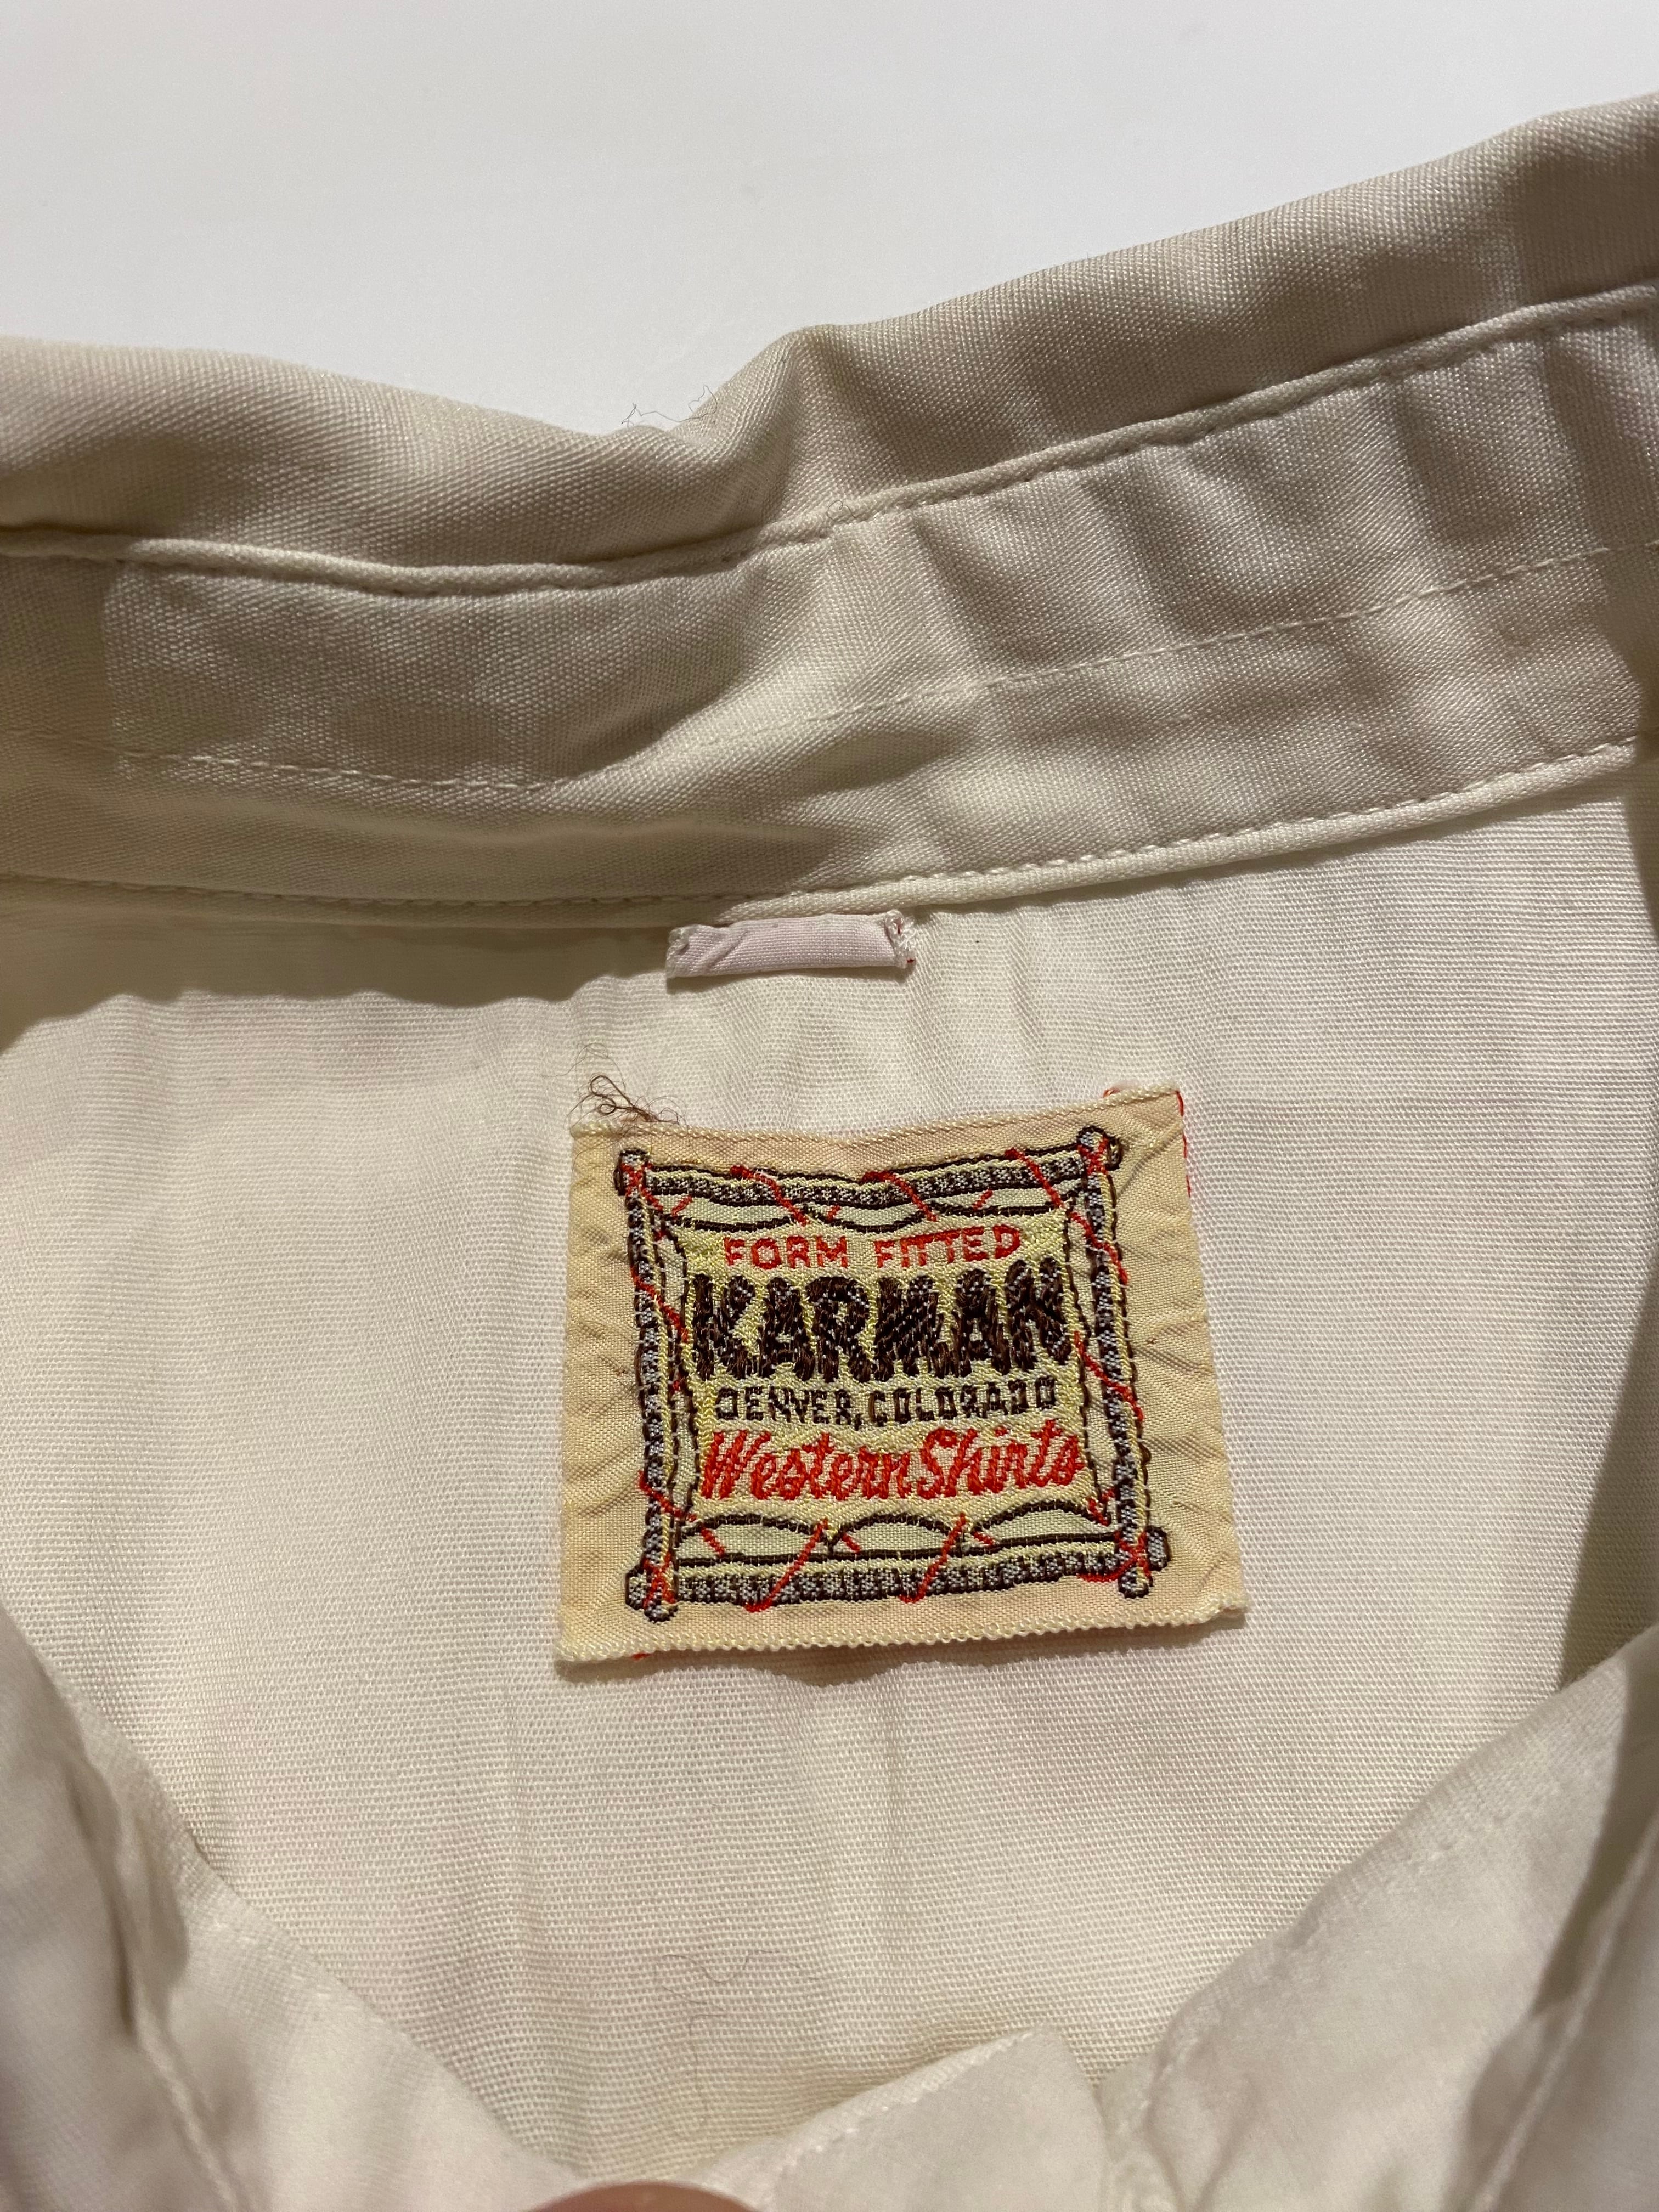 FORM FITTED
KARMAN
DENVER, COLORADO
Western Shirts